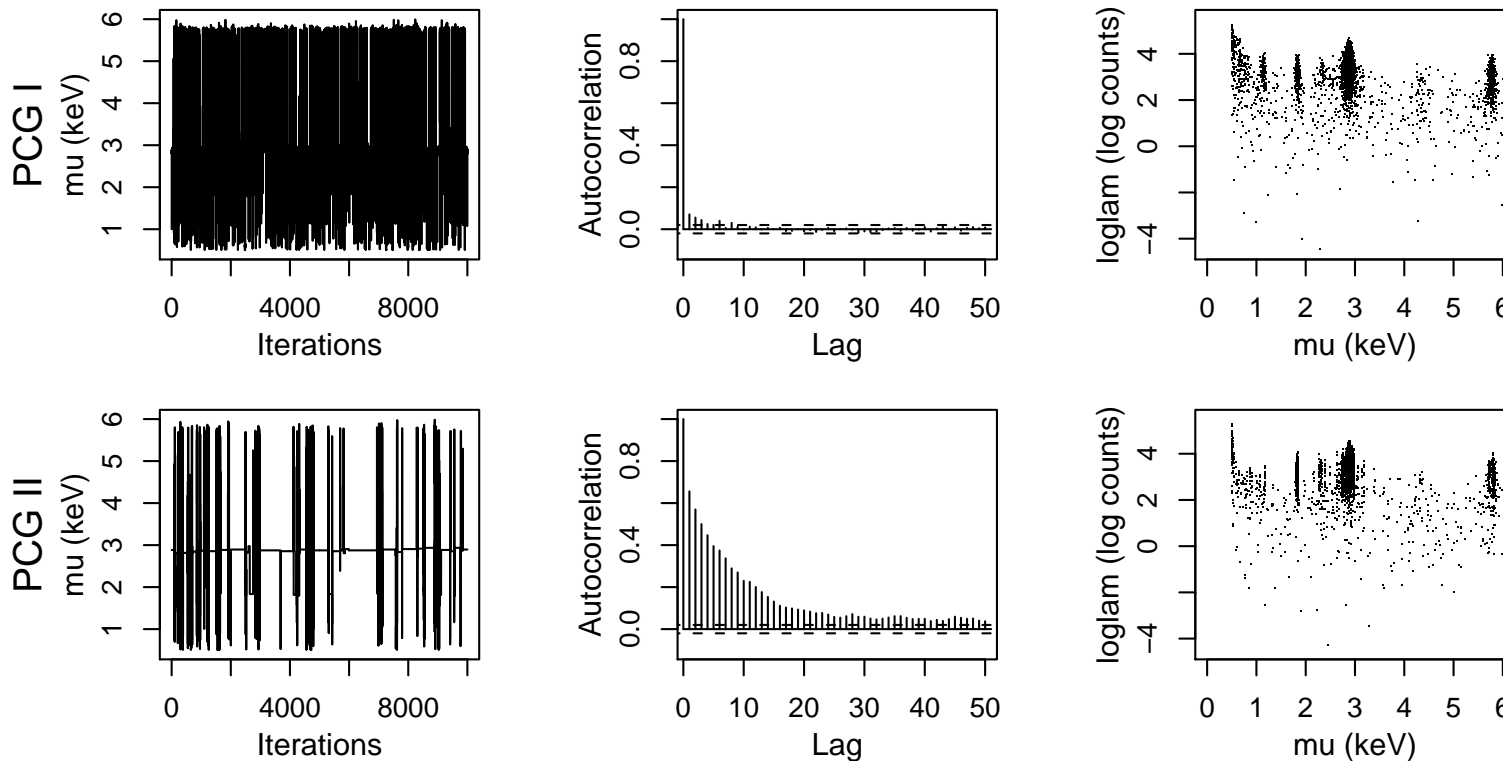 PCG I
mu (keV)
1 2 3 4 5 6
0 4000 8000
Iterations
Autocorrelation
0.0 0.4 0.8
0 10 20 30 40 50
Lag
loglam (log counts)
−4 0 2 4
0 1 2 3 4 5 6
mu (keV)
PCG II
mu (keV)
1 2 3 4 5 6
0 4000 8000
Iterations
Autocorrelation
0.0 0.4 0.8
0 10 20 30 40 50
Lag
loglam (log counts)
−4 0 2 4
0 1 2 3 4 5 6
mu (keV)